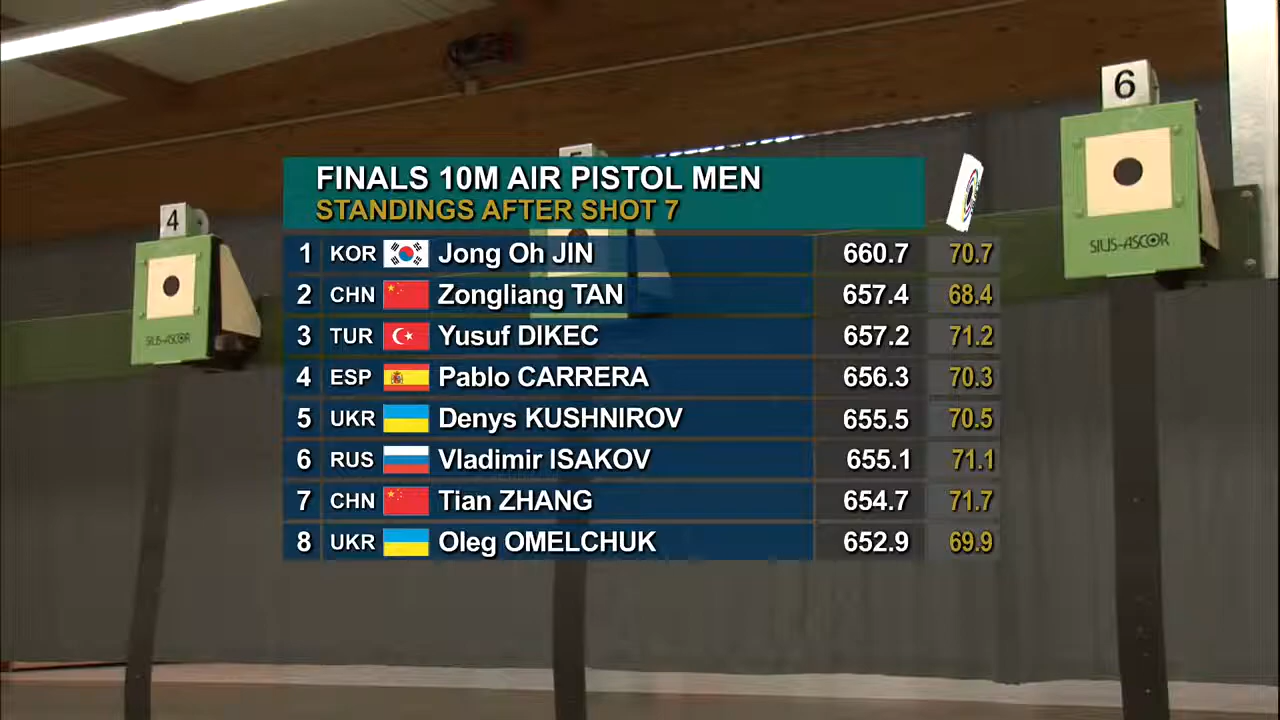 6
4
FINALS 10M AIR PISTOL MEN
STANDINGS AFTER SHOT 7
1 KOR Jong Oh JIN 660.7 70.7
2 CHN Zongliang TAN 657.4 68.4
3 TUR Yusuf DIKEC 657.2 71.2
4 ESP Pablo CARRERA 656.3 70.3
5 UKR Denys KUSHNIROV 655.5 70.5
6 RUS Vladimir ISAKOV 655.1 71.1
7 CHN Tian ZHANG 654.7 71.7
8 UKR Oleg OMELCHUK 652.9 69.9
SIUS-ASCOR
SIUS-ASCOR